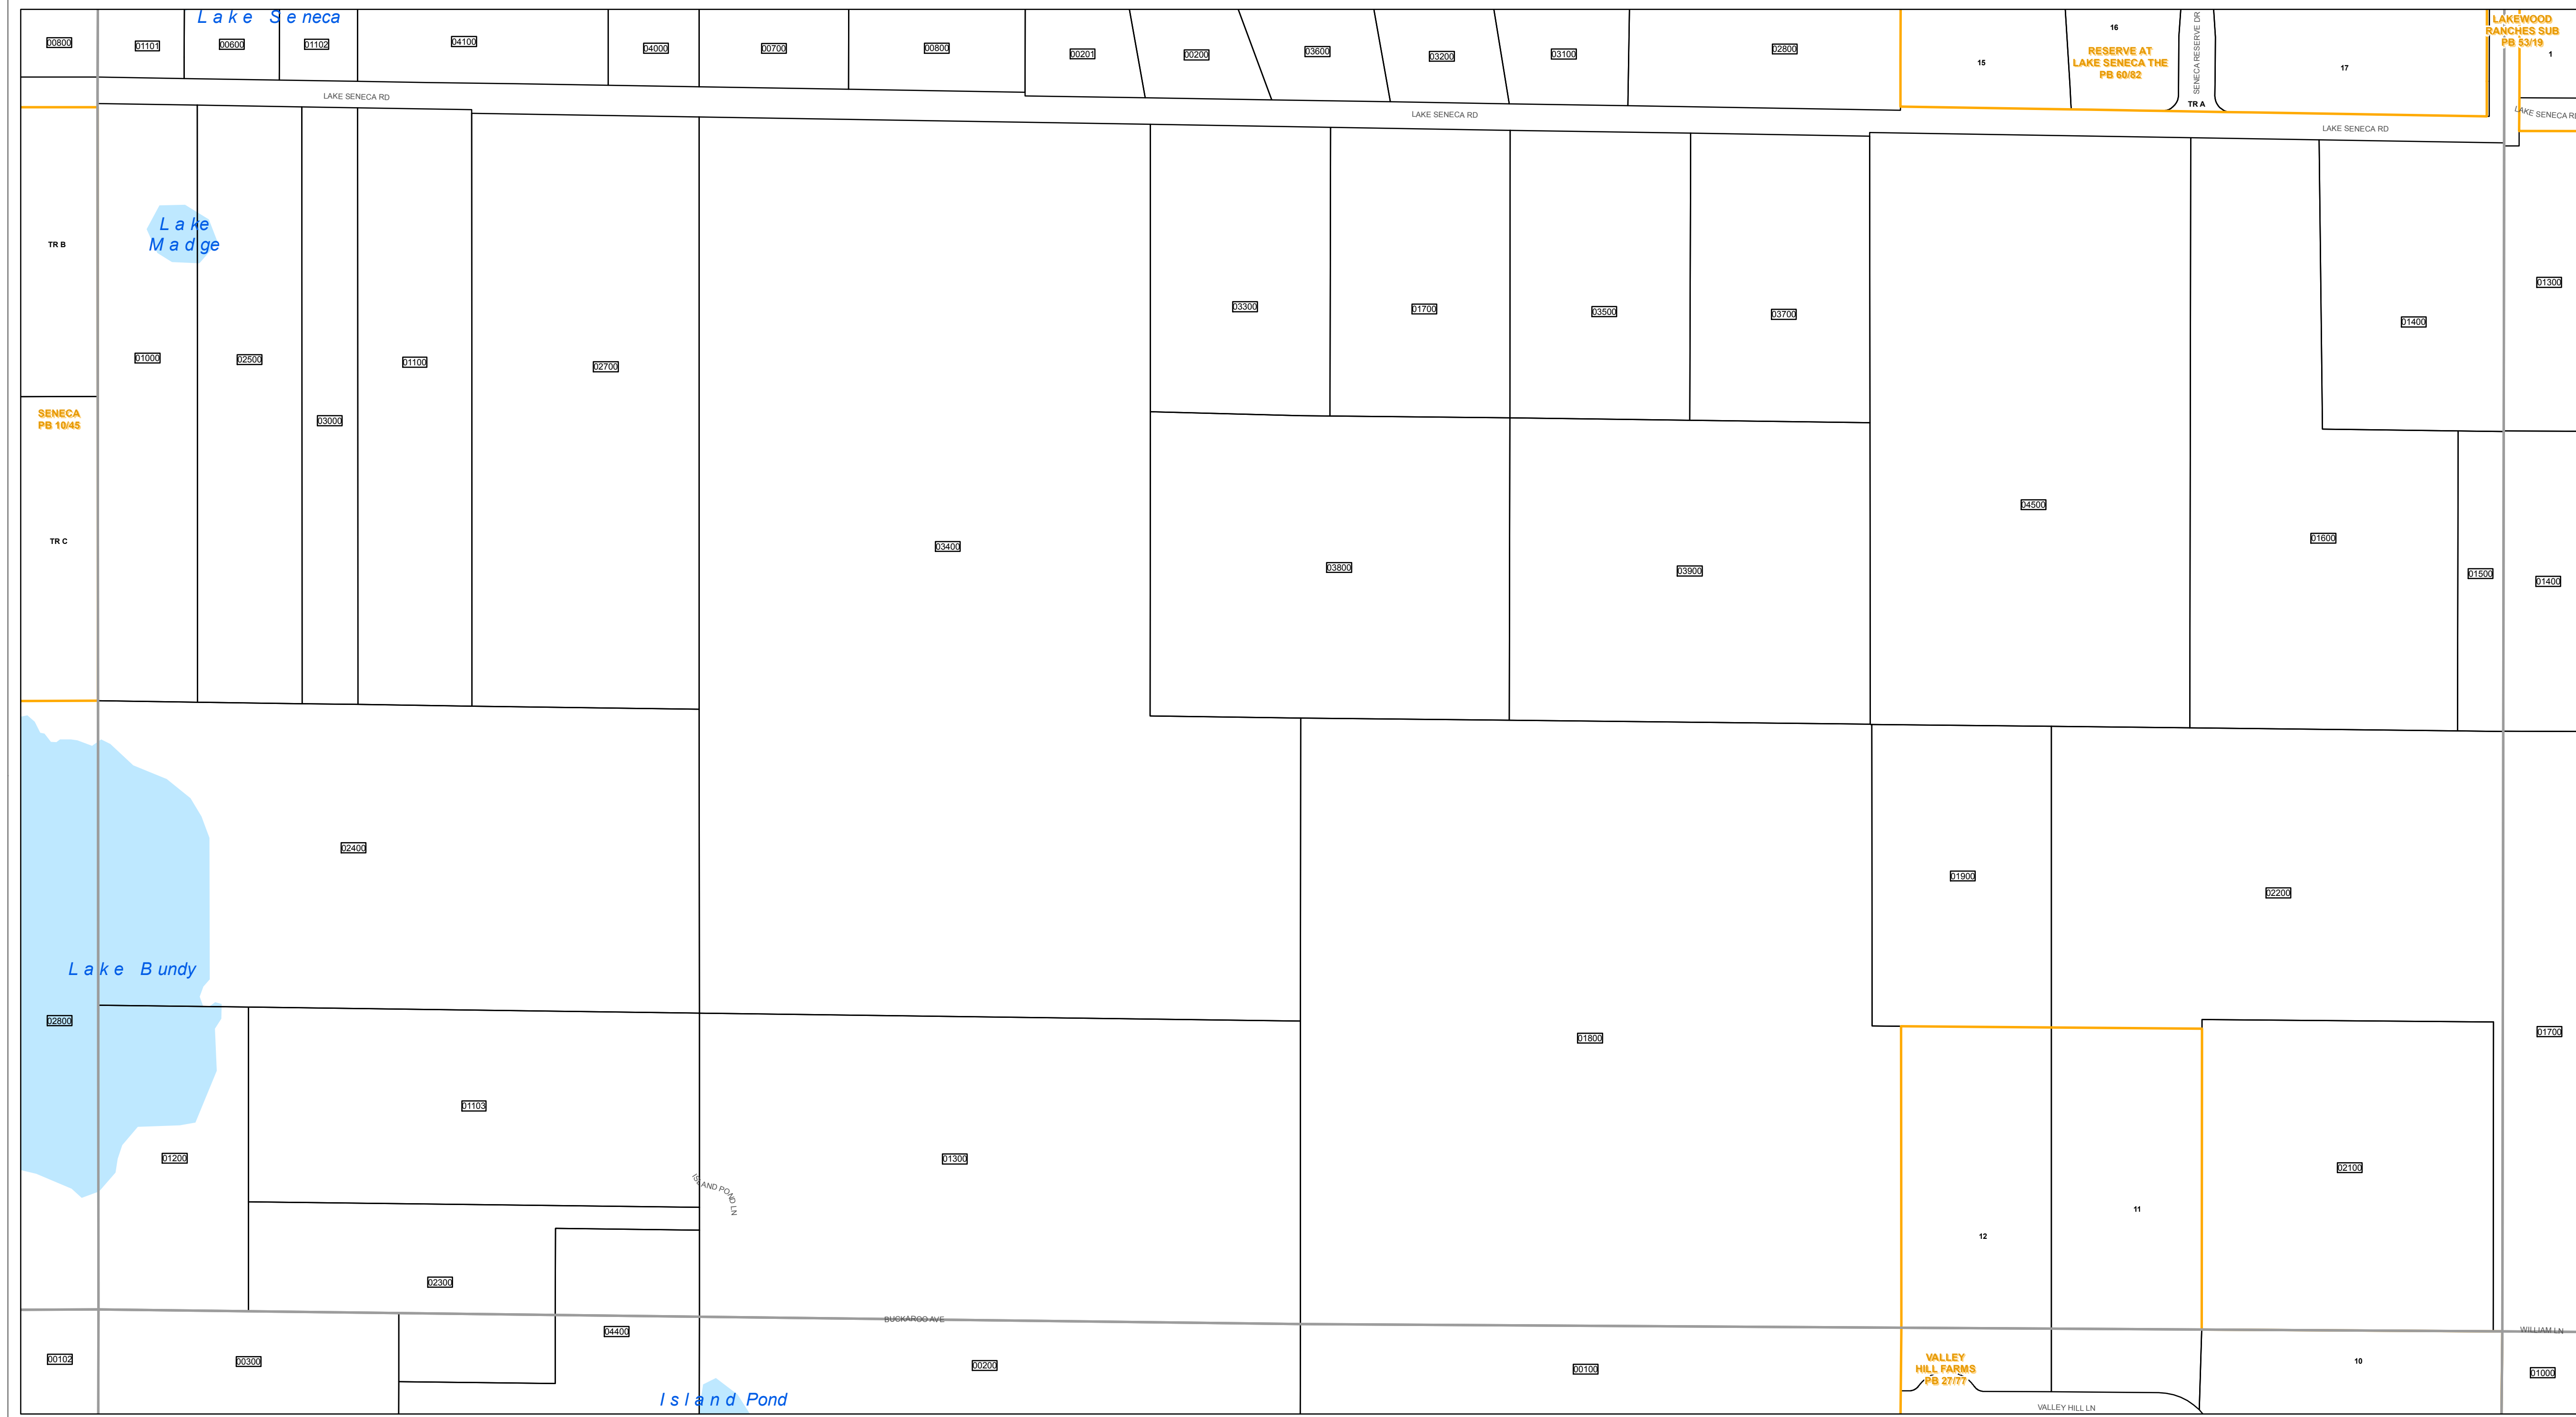 Lake Seneca
00800
01101
00600
01102
04100
04000
00700
00800
00201
00200
03600
03200
03100
02800
15
16
RESERVE AT
LAKE SENECA THE
PB 60/82
SENECA RESERVE DR
TR A
17
LAKEWOOD
RANCHES SUB
PB 53/19
1
LAKE SENECA RD
LAKE SENECA RD
LAKE SENECA RD
LAKE SENECA RD
TR B
Lake
Madge
01000
02500
03000
01100
02700
03300
01700
03500
03700
01400
01300
SENECA
PB 10/45
TR C
03400
03800
03900
04500
01600
01500
01400
02400
01900
02200
Lake Bundy
02800
01800
01700
01103
01200
01300
ISLAND POND LN
02100
11
12
02300
BUCKAROO AVE
04400
WILLIAM LN
00102
00300
00200
00100
VALLEY
HILL FARMS
PB 27/77
10
01000
Island Pond
VALLEY HILL LN